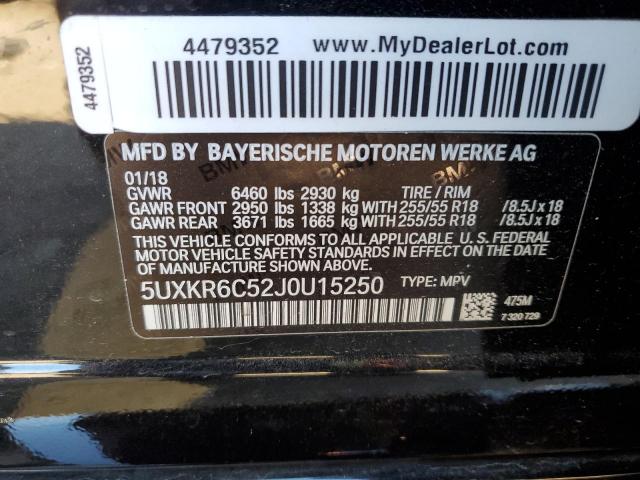 4479352 www.MyDealerLot.com
4479352
MFD BY BAYERISCHE MOTOREN WERKE AG
01/18
GVWR 6460 lbs 2930 kg TIRE / RIM
GAWR FRONT 2950 lbs 1338 kg WITH 255/55 R18 /8.5J x 18
GAWR REAR 3671 lbs 1665 kg WITH 255/55 R18 /8.5J x 18
THIS VEHICLE CONFORMS TO ALL APPLICABLE U. S. FEDERAL
MOTOR VEHICLE SAFETY STANDARDS IN EFFECT ON THE
DATE OF MANUFACTURE SHOWN ABOVE.
5UXKR6C52J0U15250 TYPE: MPV
475M
7 320 729